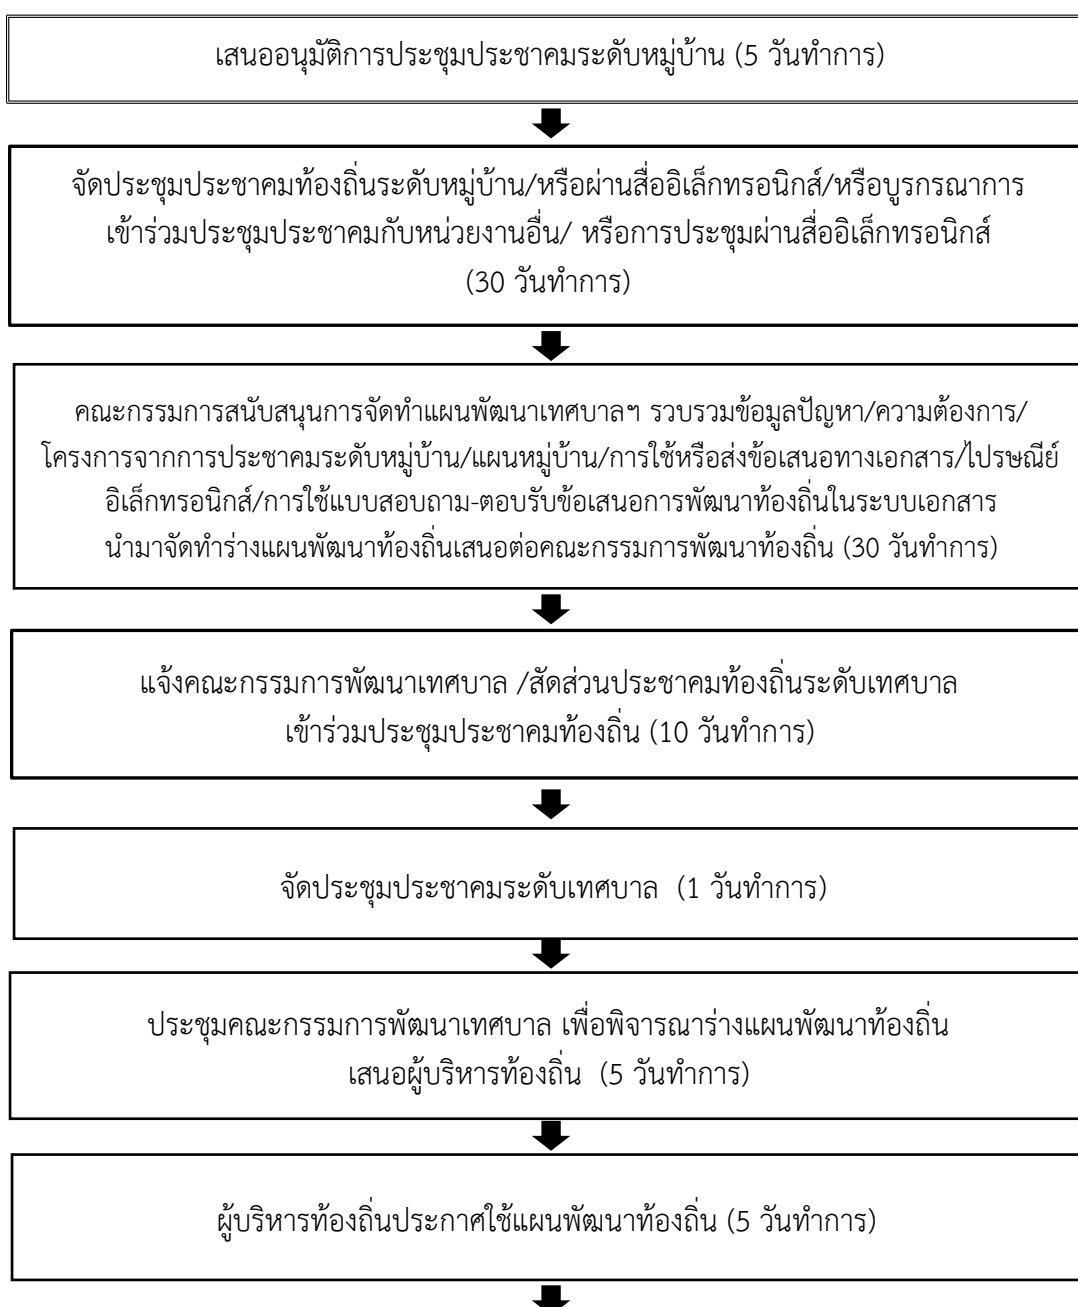 เสนออนุมัติการประชุมประชาคมระดับหมู่บ้าน (5 วันทำการ)
จัดประชุมประชาคมท้องถิ่นระดับหมู่บ้าน/หรือผ่านสื่ออิเล็กทรอนิกส์/หรือบูรกรณาการ
เข้าร่วมประชุมประชาคมกับหน่วยงานอื่น/ หรือการประชุมผ่านสื่ออิเล็กทรอนิกส์
(30 วันทำการ)
คณะกรรมการสนับสนุนการจัดทำแผนพัฒนาเทศบาลฯ รวบรวมข้อมูลปัญหา/ความต้องการ/
โครงการจากการประชาคมระดับหมู่บ้าน/แผนหมู่บ้าน/การใช้หรือส่งข้อเสนอทางเอกสาร/ไปรษณีย์
อิเล็กทรอนิกส์/การใช้แบบสอบถาม-ตอบรับข้อเสนอการพัฒนาท้องถิ่นในระบบเอกสาร
นำมาจัดทำร่างแผนพัฒนาท้องถิ่นเสนอต่อคณะกรรมการพัฒนาท้องถิ่น (30 วันทำการ)
แจ้งคณะกรรมการพัฒนาเทศบาล /สัดส่วนประชาคมท้องถิ่นระดับเทศบาล
เข้าร่วมประชุมประชาคมท้องถิ่น (10 วันทำการ)
จัดประชุมประชาคมระดับเทศบาล (1 วันทำการ)
ประชุมคณะกรรมการพัฒนาเทศบาล เพื่อพิจารณาร่างแผนพัฒนาท้องถิ่น
เสนอผู้บริหารท้องถิ่น (5 วันทำการ)
ผู้บริหารท้องถิ่นประกาศใช้แผนพัฒนาท้องถิ่น (5 วันทำการ)